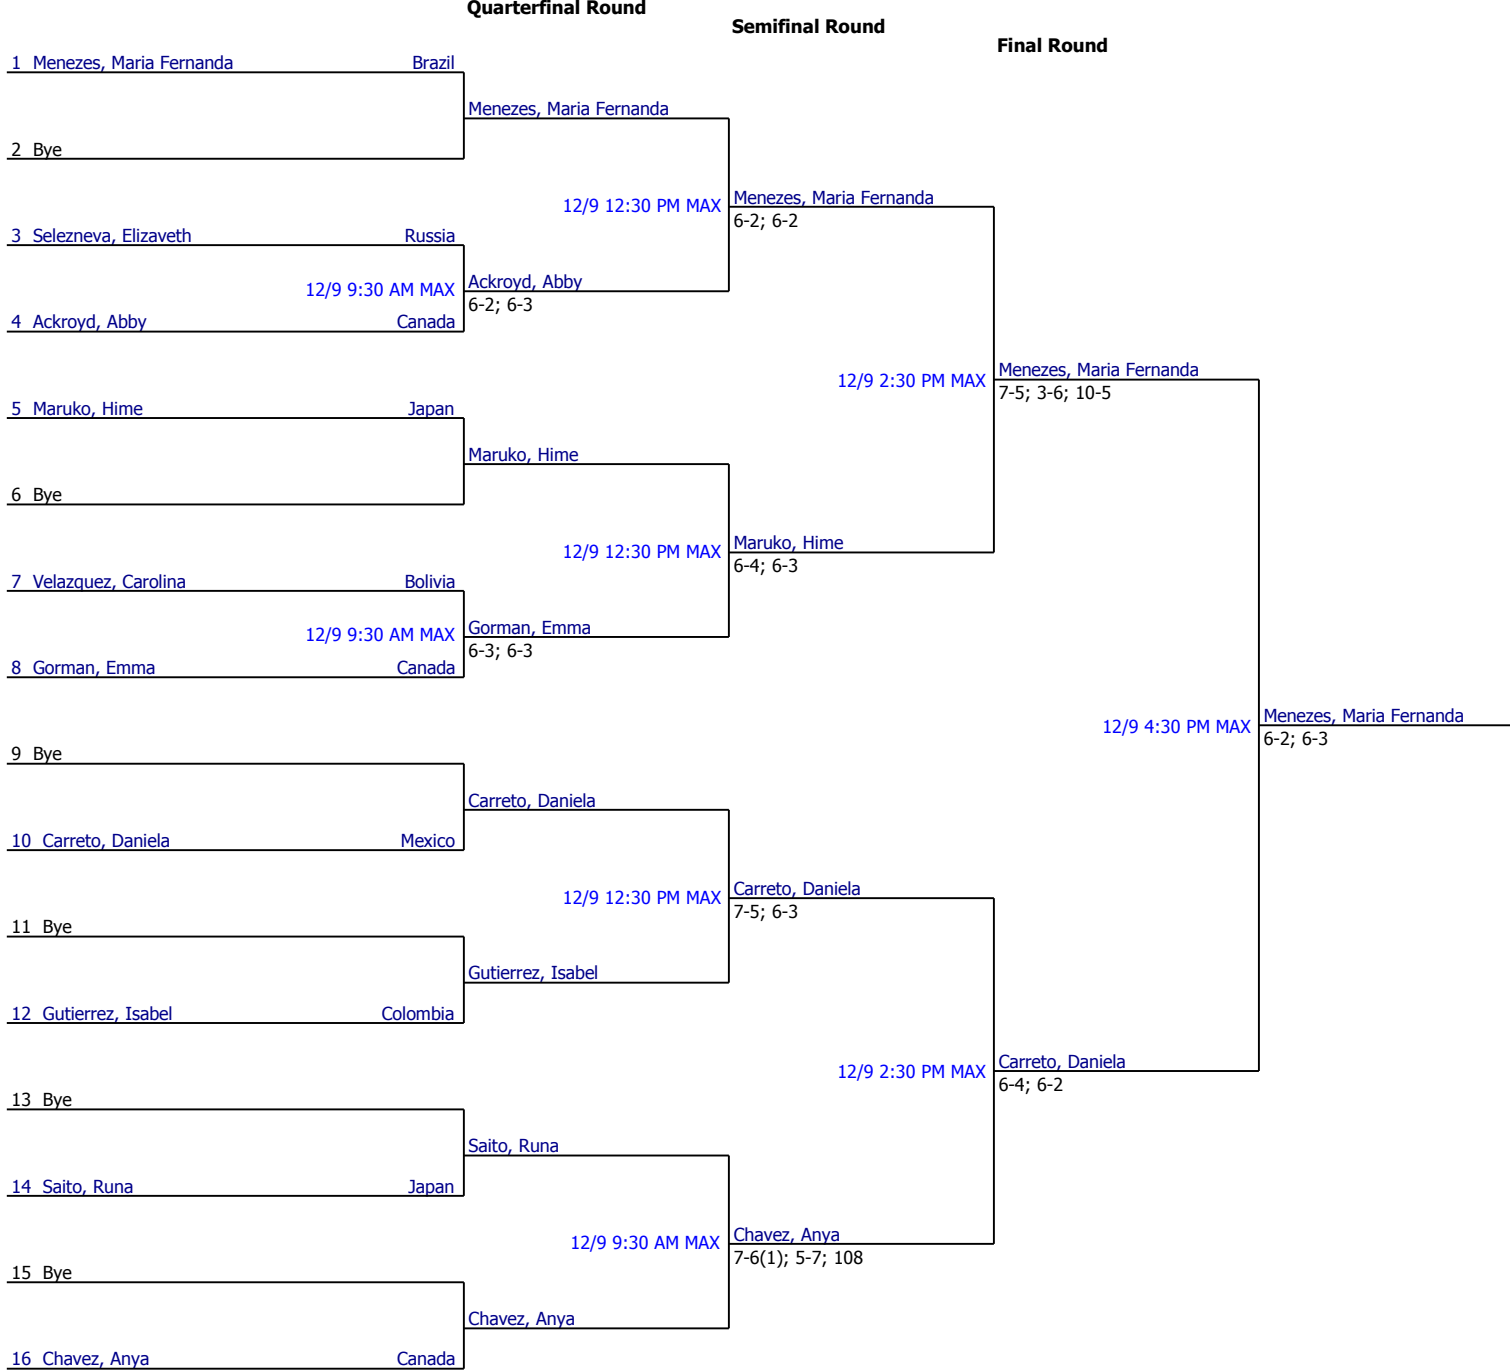 Quarterfinal Round
Semifinal Round
Final Round
1 Menezes, Maria Fernanda Brazil
Menezes, Maria Fernanda
2 Bye
12/9 12:30 PM MAX Menezes, Maria Fernanda
6-2; 6-2
3 Selezneva, Elizaveth Russia
12/9 9:30 AM MAX Ackroyd, Abby
6-2; 6-3
4 Ackroyd, Abby Canada
12/9 2:30 PM MAX Menezes, Maria Fernanda
7-5; 3-6; 10-5
5 Maruko, Hime Japan
Maruko, Hime
6 Bye
12/9 12:30 PM MAX Maruko, Hime
6-4; 6-3
7 Velazquez, Carolina Bolivia
12/9 9:30 AM MAX Gorman, Emma
6-3; 6-3
8 Gorman, Emma Canada
12/9 4:30 PM MAX Menezes, Maria Fernanda
6-2; 6-3
9 Bye
Carreto, Daniela
10 Carreto, Daniela Mexico
12/9 12:30 PM MAX Carreto, Daniela
7-5; 6-3
11 Bye
Gutierrez, Isabel
12 Gutierrez, Isabel Colombia
12/9 2:30 PM MAX Carreto, Daniela
6-4; 6-2
13 Bye
Saito, Runa
14 Saito, Runa Japan
12/9 9:30 AM MAX Chavez, Anya
7-6(1); 5-7; 108
15 Bye
Chavez, Anya
16 Chavez, Anya Canada